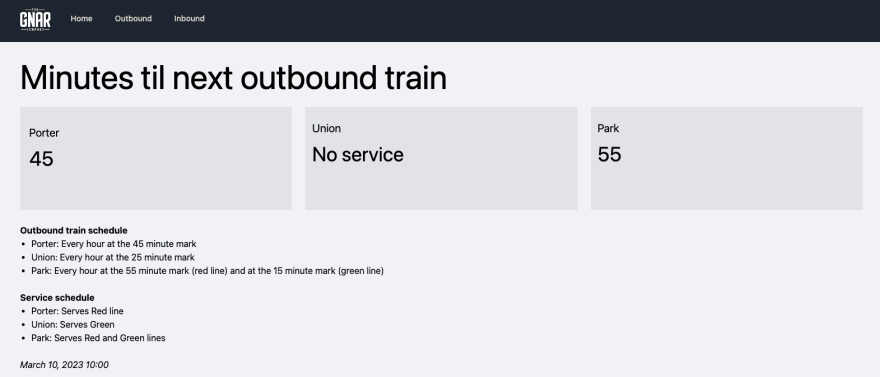 THE
GNAR
COMPANY
Home
Outbound
Inbound
Minutes til next outbound train
Porter
45
Union
No service
Park
55
Outbound train schedule
• Porter: Every hour at the 45 minute mark
• Union: Every hour at the 25 minute mark
• Park: Every hour at the 55 minute mark (red line) and at the 15 minute mark (green line)
Service schedule
• Porter: Serves Red line
• Union: Serves Green
• Park: Serves Red and Green lines
March 10, 2023 10:00